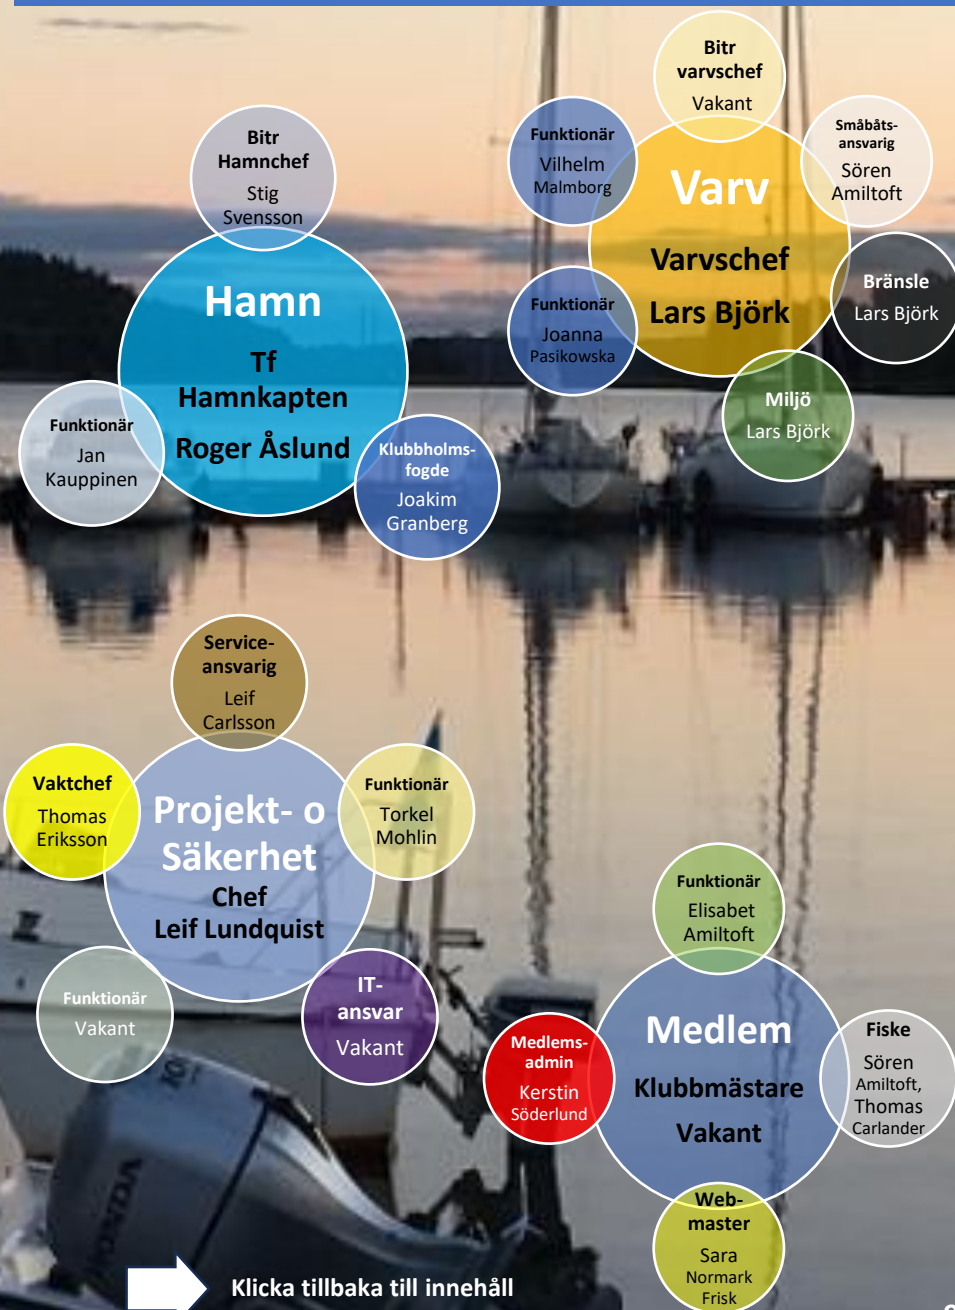 Bitr
Hamnchef
Stig
Svensson
Hamn
Tf
Hamnkapten
Roger Åslund
Funktionär
Jan
Kauppinen
Klubbholms-
fogde
Joakim
Granberg
Bitr
varvschef
Vakant
Funktionär
Vilhelm
Malmborg
Småbåts-
ansvarig
Sören
Amiltoft
Varv
Varvschef
Lars Björk
Bränsle
Lars Björk
Funktionär
Joanna
Pasikowska
Miljö
Lars Björk
Service-
ansvarig
Leif
Carlsson
Vaktchef
Thomas
Eriksson
Funktionär
Torkel
Mohlin
Projekt- o
Säkerhet
Chef
Leif Lundquist
Funktionär
Vakant
IT-
ansvar
Vakant
Funktionär
Elisabet
Amiltoft
Medlem
Klubbmästare
Vakant
Medlems-
admin
Kerstin
Söderlund
Fiske
Sören
Amiltoft,
Thomas
Carlander
Web-
master
Sara
Normark
Frisk
HONDA
Klicka tillbaka till innehåll